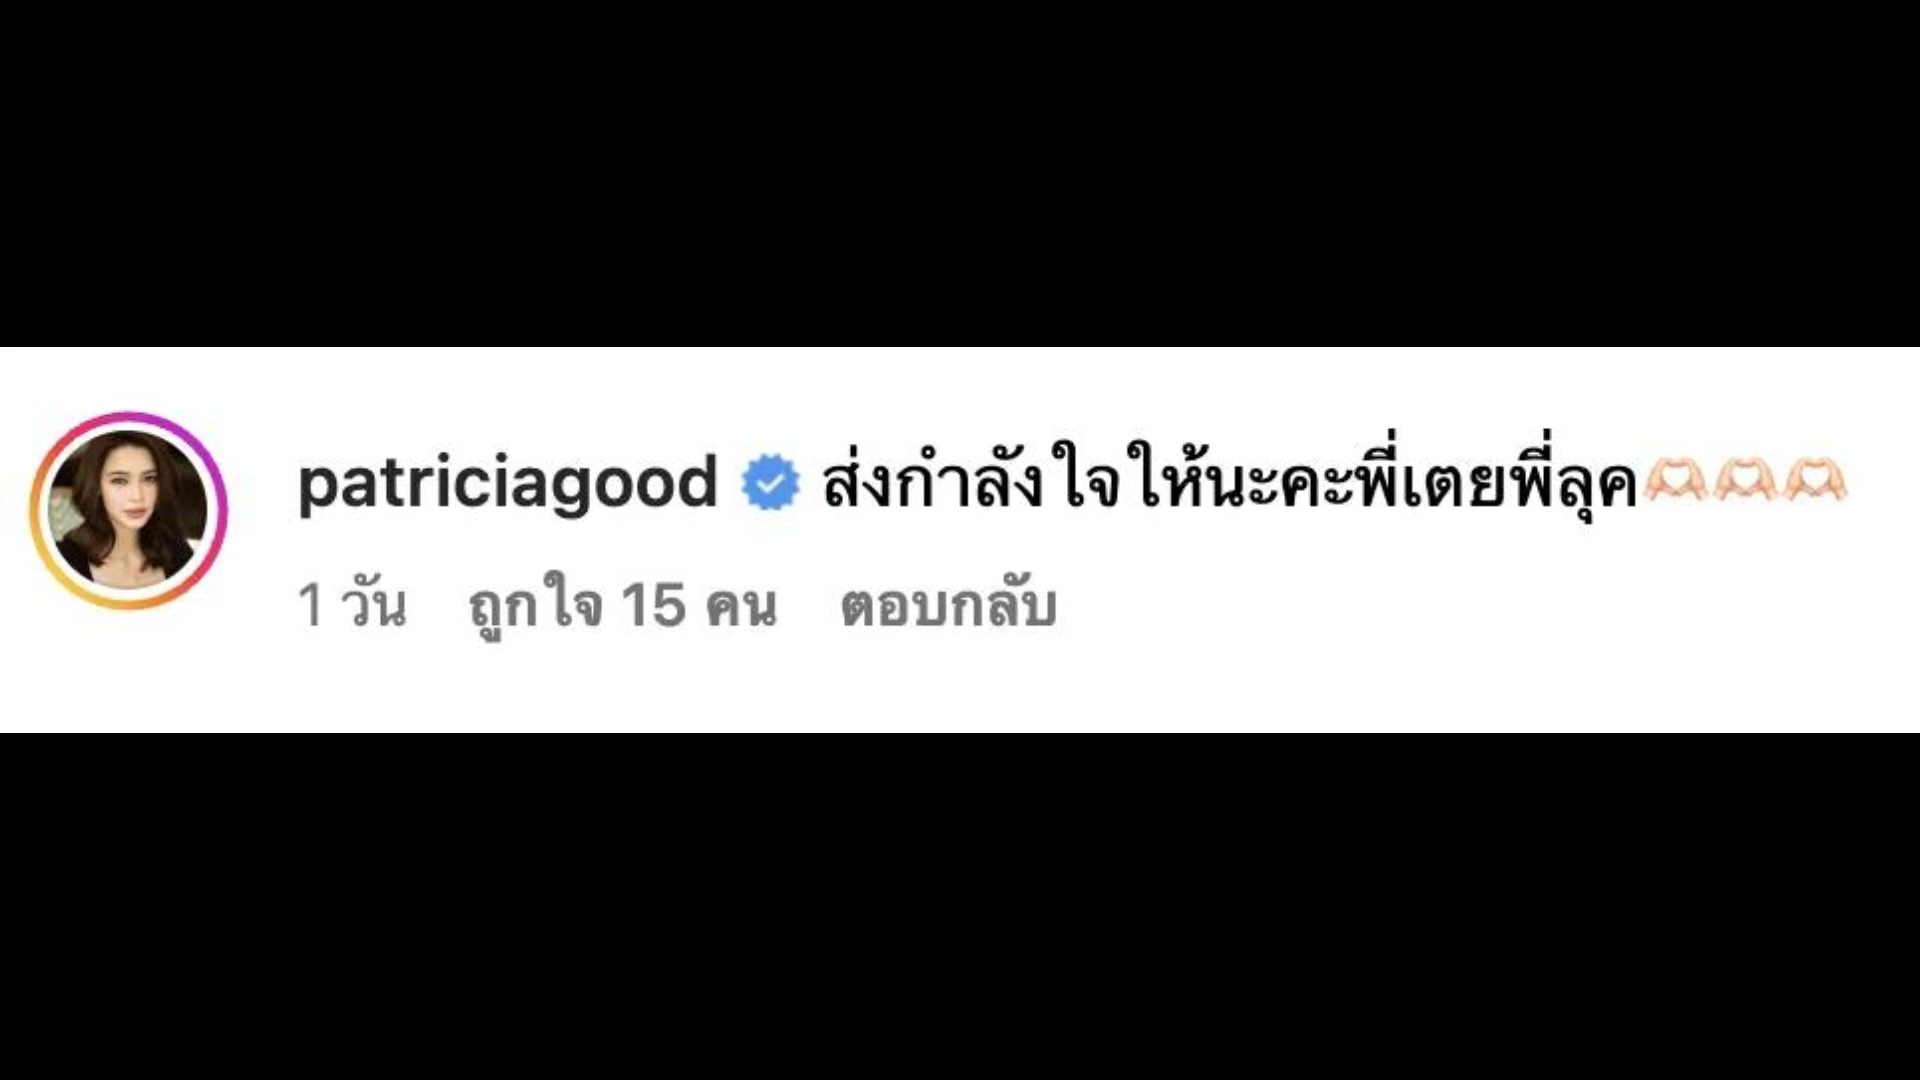 patriciagood ส่งกำลังใจให้นะคะพี่เตยพี่ลุค🫶🏻🫶🏻🫶🏻
1 วัน ถูกใจ 15 คน ตอบกลับ